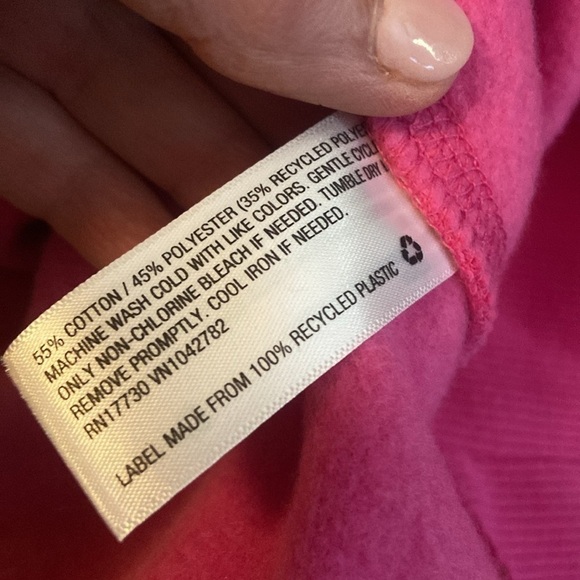 55% COTTON / 45% POLYESTER (35% RECYCLED
MACHINE WASH COLD WITH LIKE COLORS. GENTLE
ONLY NON-CHLORINE BLEACH IF NEEDED. TUMBLE DRY
REMOVE PROMPTLY. COOL IRON IF NEEDED.
RN17730 VN1042782
LABEL MADE FROM 100% RECYCLED PLASTIC